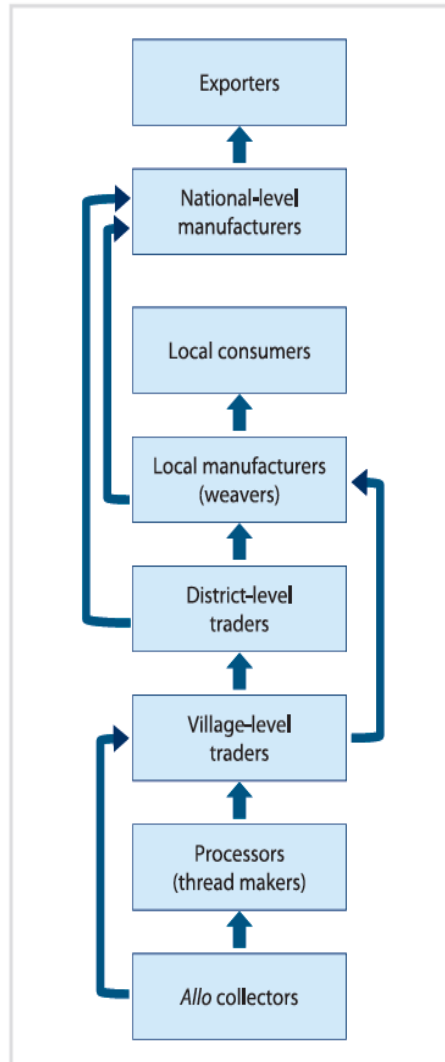 Exporters
National-level
manufacturers
Local consumers
Local manufacturers
(weavers)
District-level
traders
Village-level
traders
Processors
(thread makers)
Allo collectors